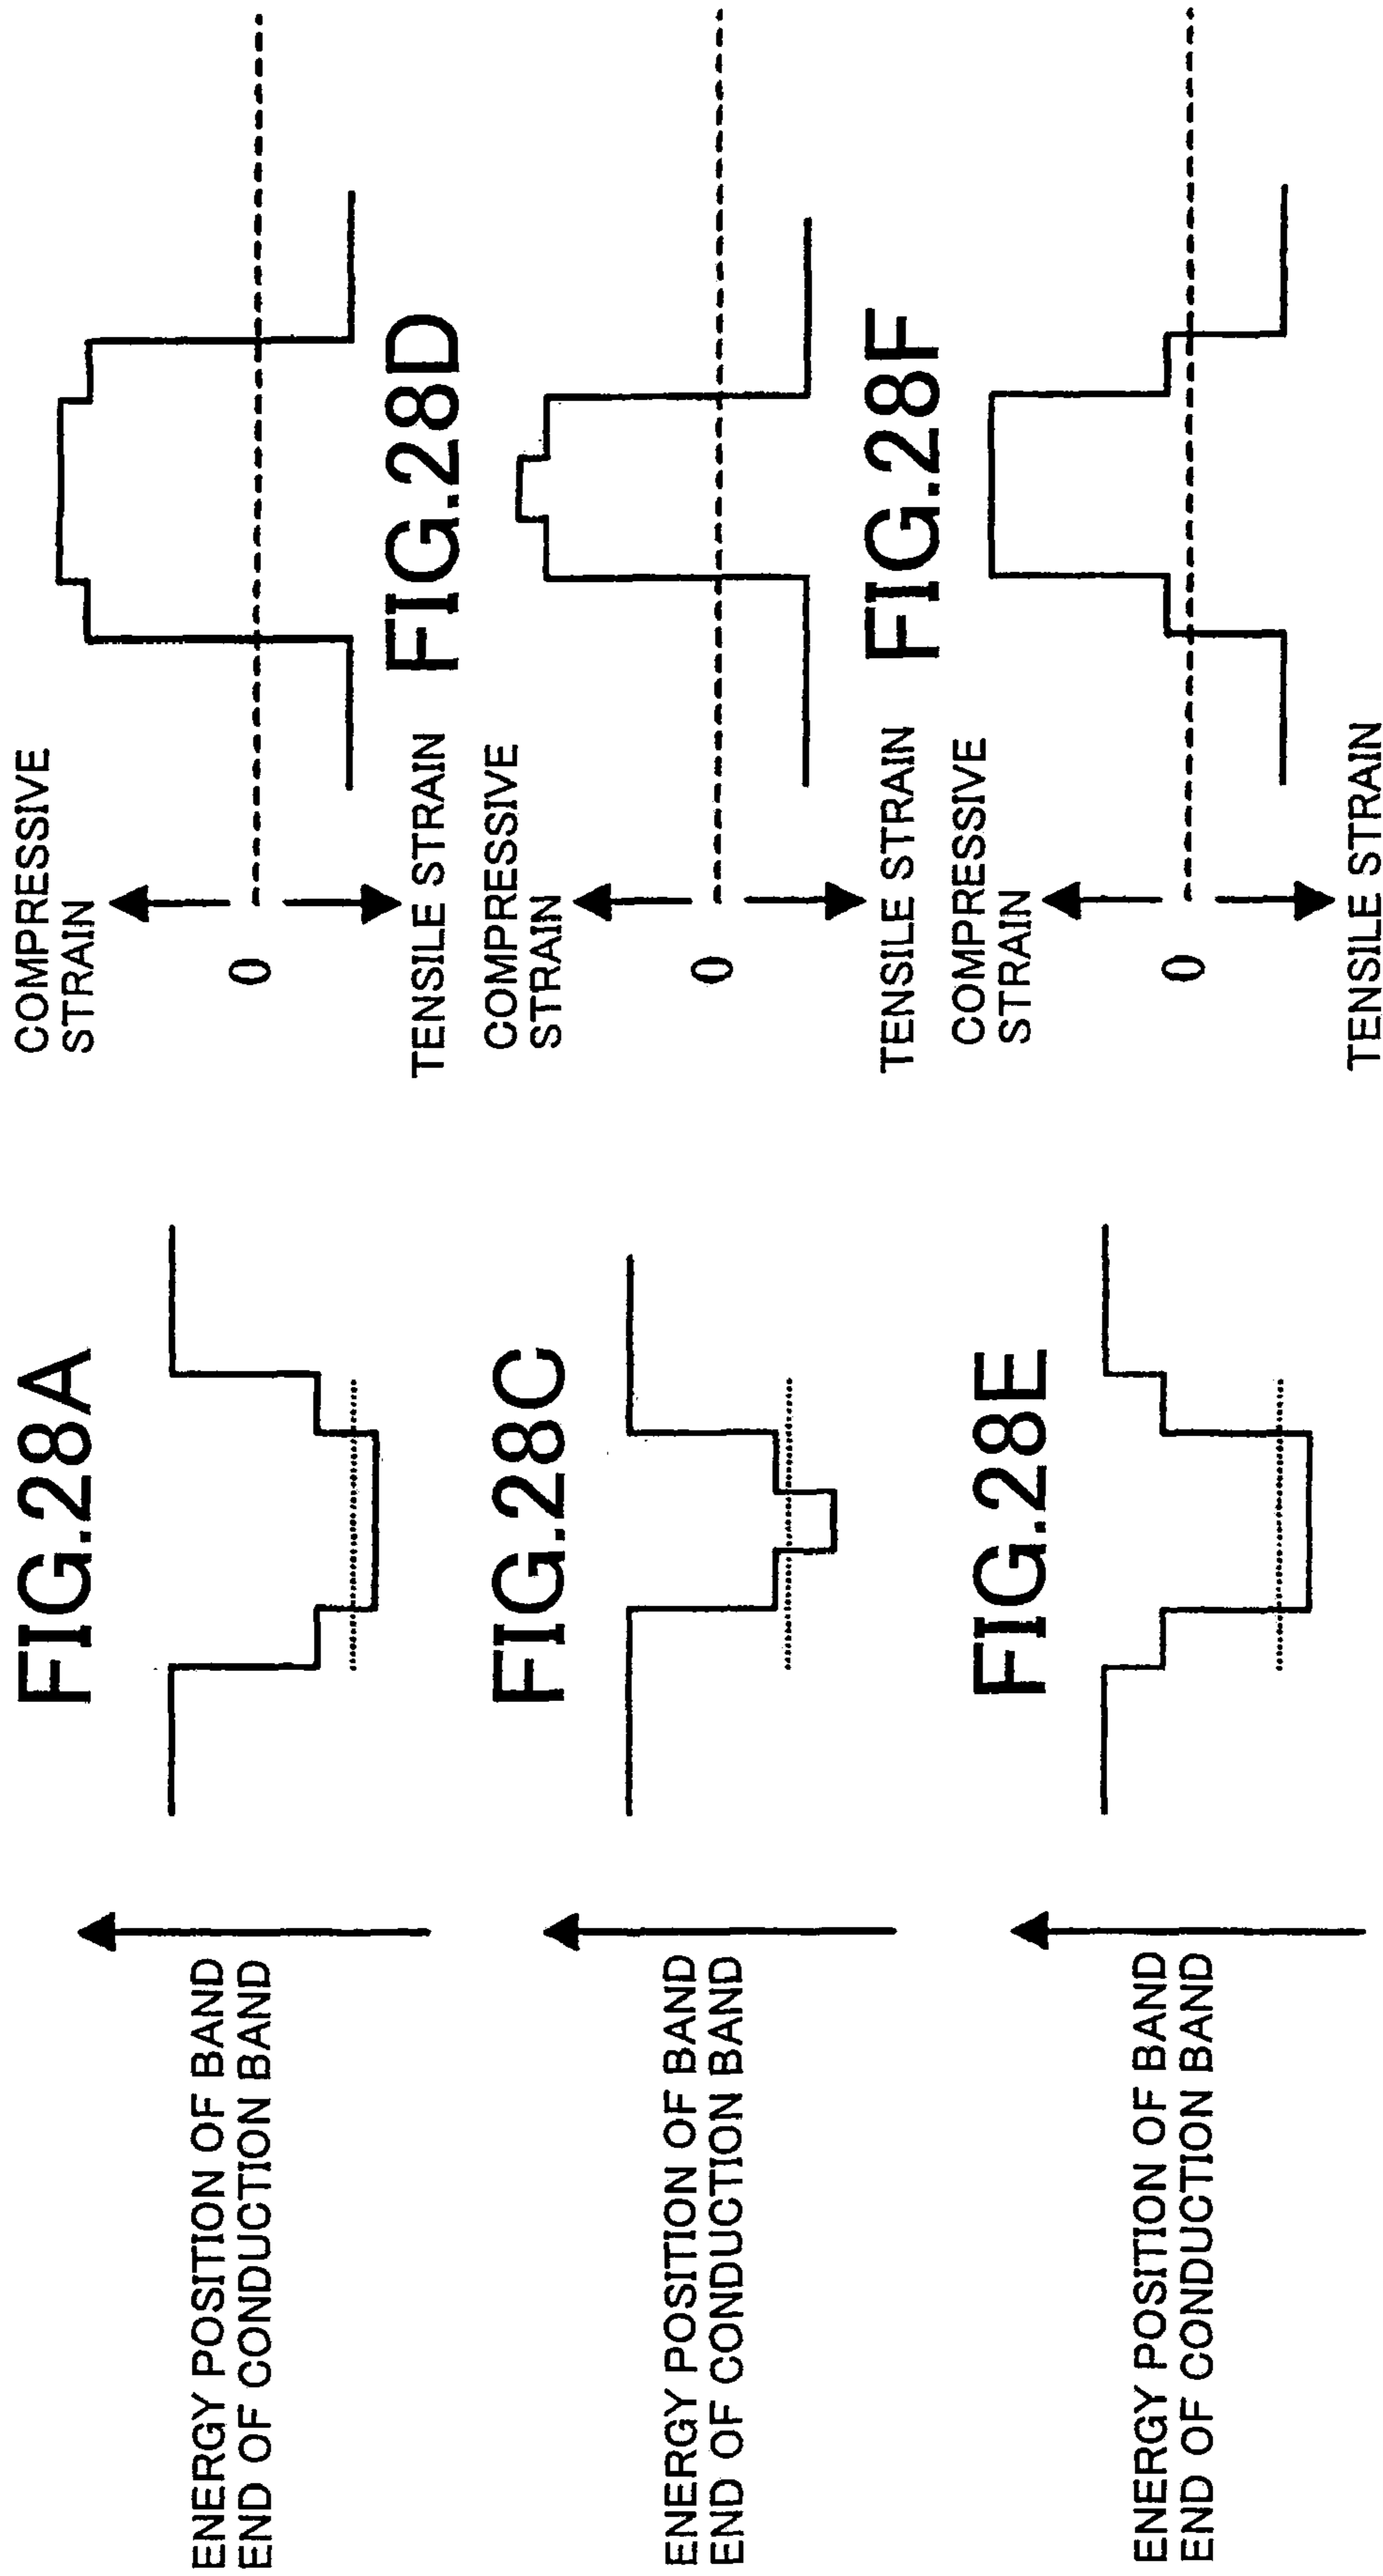 FIG.28A
ENERGY POSITION OF BAND
END OF CONDUCTION BAND
COMPRESSIVE
STRAIN
0
TENSILE STRAIN
FIG.28C
ENERGY POSITION OF BAND
END OF CONDUCTION BAND
FIG.28D
COMPRESSIVE
STRAIN
0
TENSILE STRAIN
FIG.28E
ENERGY POSITION OF BAND
END OF CONDUCTION BAND
FIG.28F
COMPRESSIVE
STRAIN
0
TENSILE STRAIN